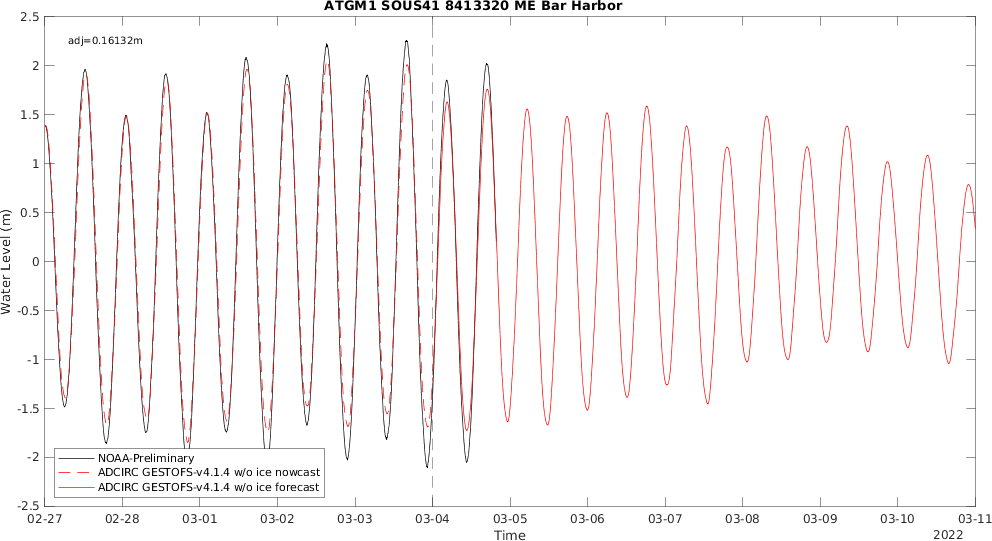 ATGM1 SOUS41 8413320 ME Bar Harbor
adj=0.16132m
2.5
2
1.5
1
0.5
0
-0.5
-1
-1.5
-2
-2.5
Water Level (m)
NOAA-Preliminary
ADCIRC GESTOFS-v4.1.4 w/o ice nowcast
ADCIRC GESTOFS-v4.1.4 w/o ice forecast
02-27 02-28 03-01 03-02 03-03 03-04 03-05 03-06 03-07 03-08 03-09 03-10 03-11
Time
2022